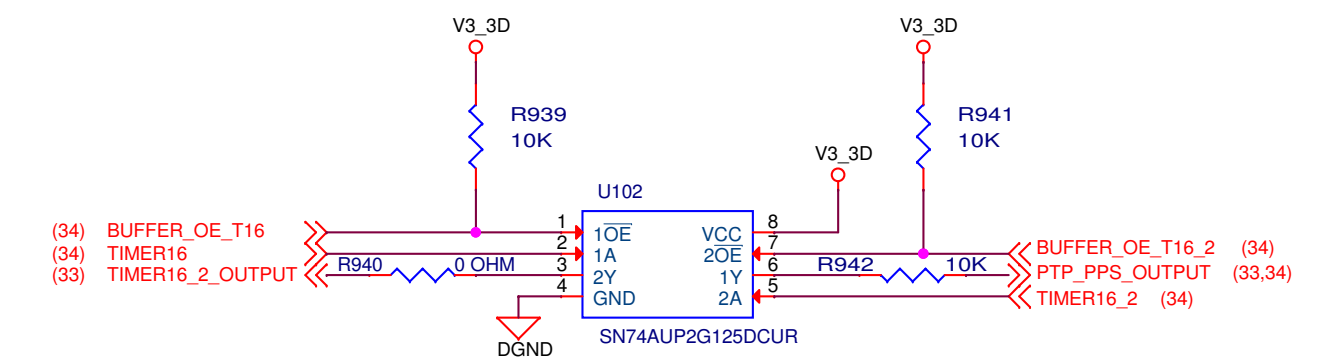 V3_3D
V3_3D
R939
10K
R941
10K
V3_3D
U102
(34) BUFFER_OE_T16
1
1OE
VCC
8
(34) TIMER16
2
1A
2OE
7
BUFFER_OE_T16_2 (34)
(33) TIMER16_2_OUTPUT
R940
0 OHM
3
2Y
1Y
6
R942
10K
PTP_PPS_OUTPUT (33,34)
4
GND
2A
5
TIMER16_2 (34)
SN74AUP2G125DCUR
DGND